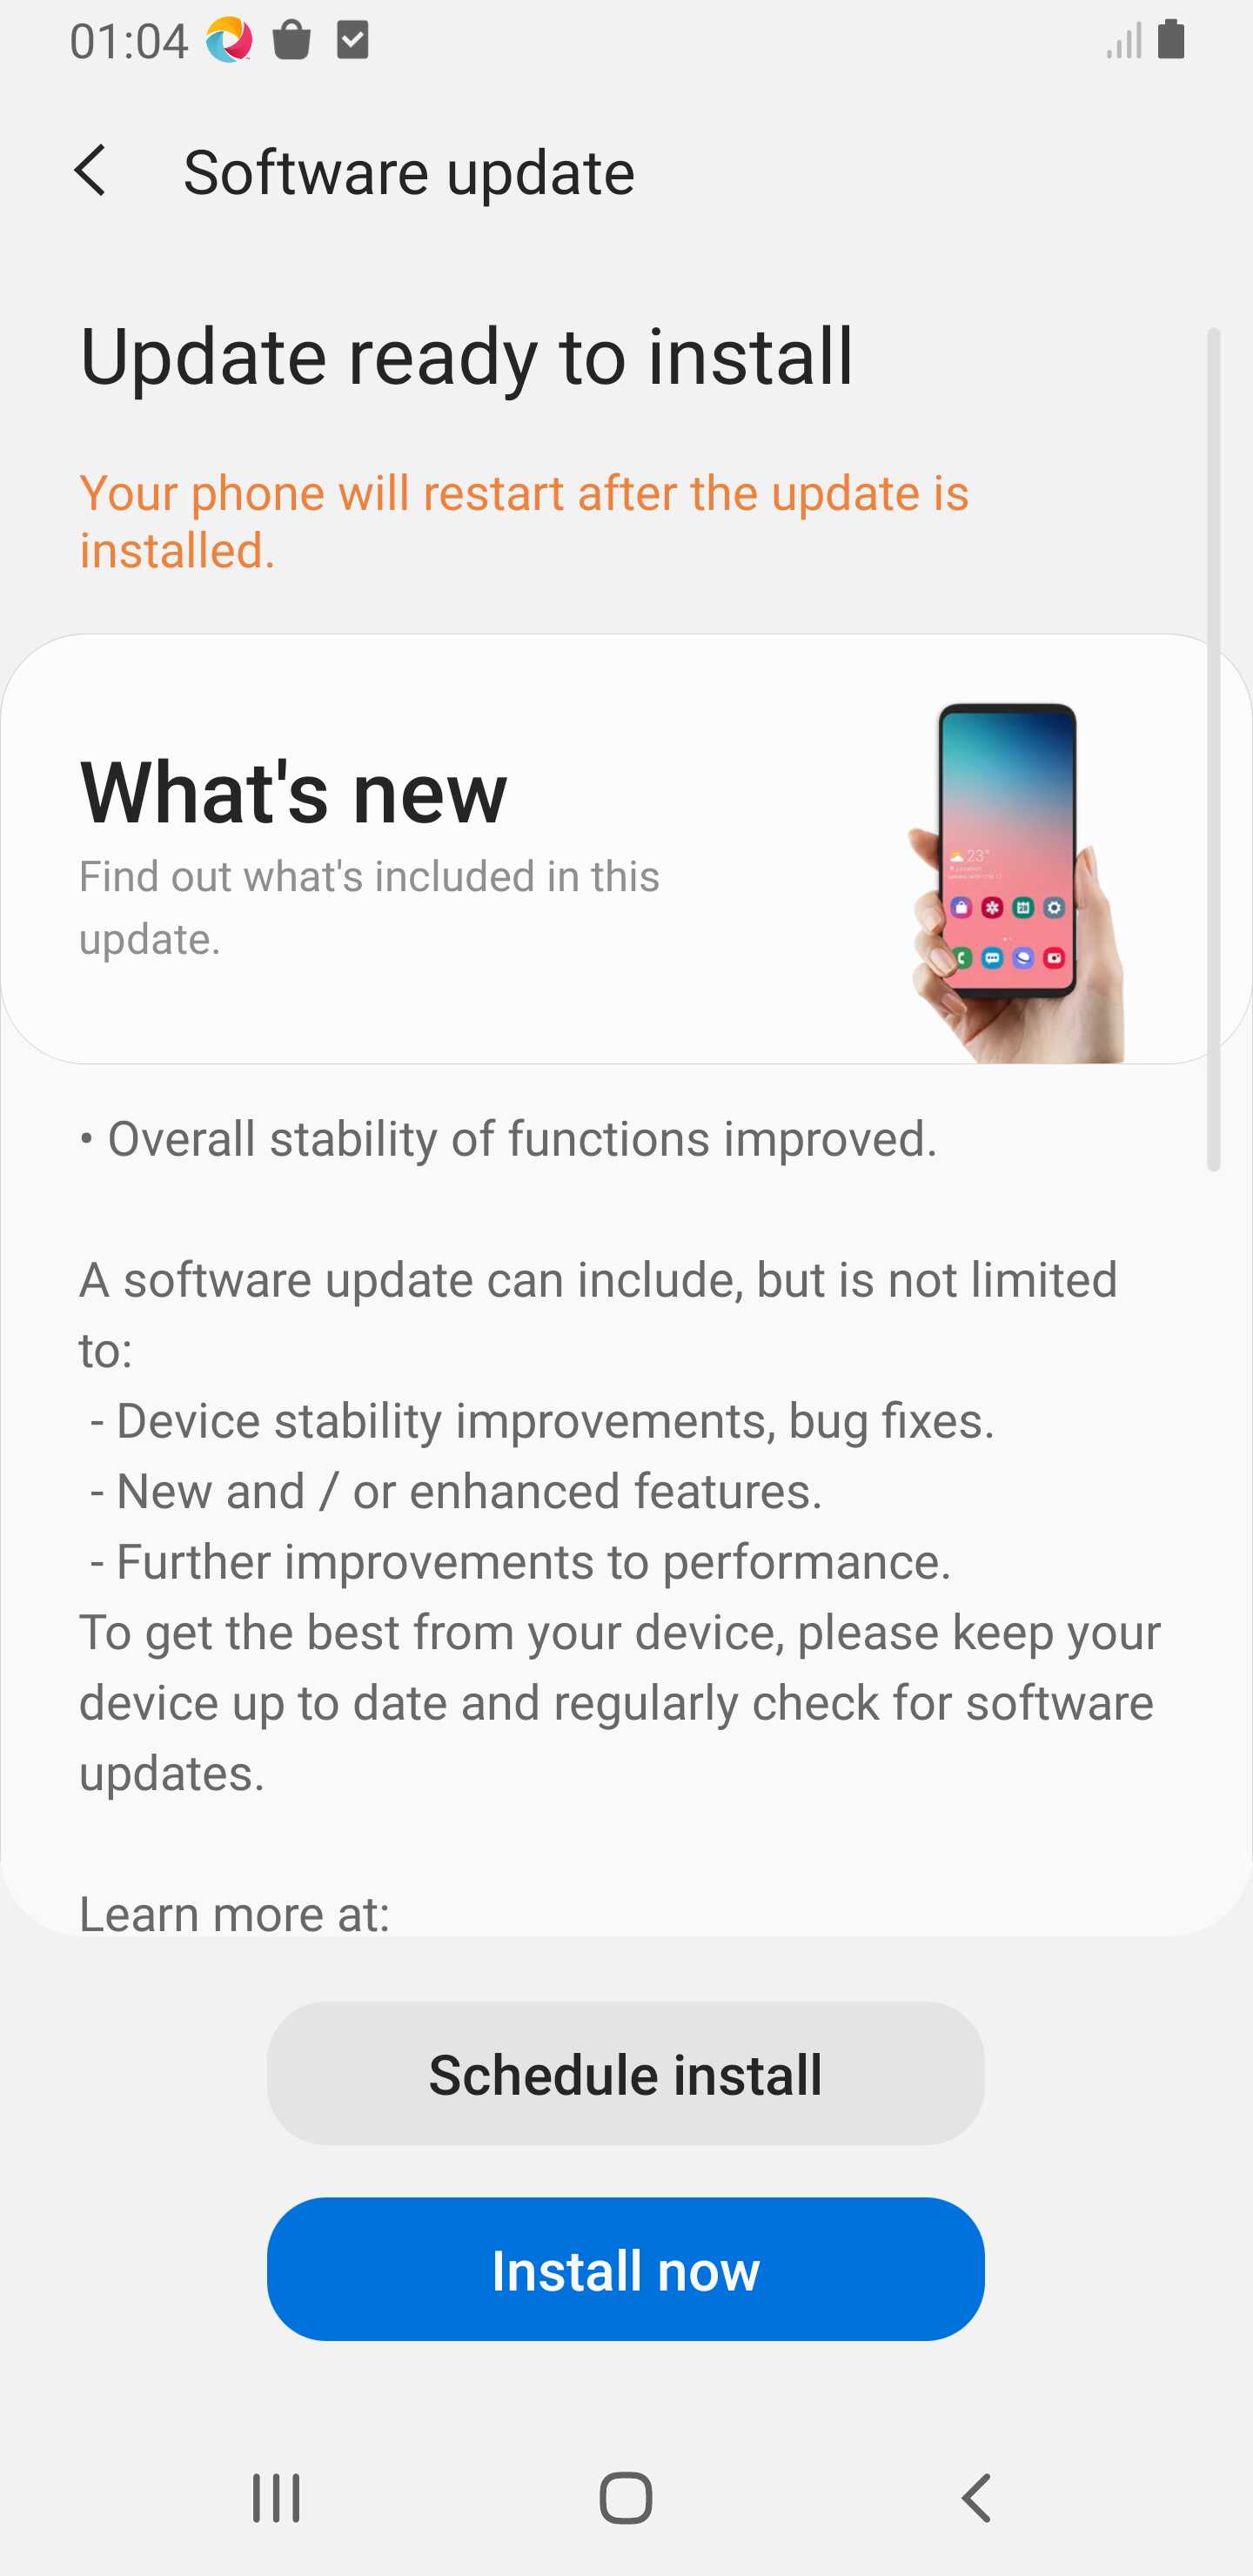 01:04
Software update
Update ready to install
Your phone will restart after the update is
installed.
What's new
Find out what's included in this
update.
23°
• Overall stability of functions improved.
A software update can include, but is not limited
to:
- Device stability improvements, bug fixes.
- New and / or enhanced features.
- Further improvements to performance.
To get the best from your device, please keep your
device up to date and regularly check for software
updates.
Learn more at:
Schedule install
Install now